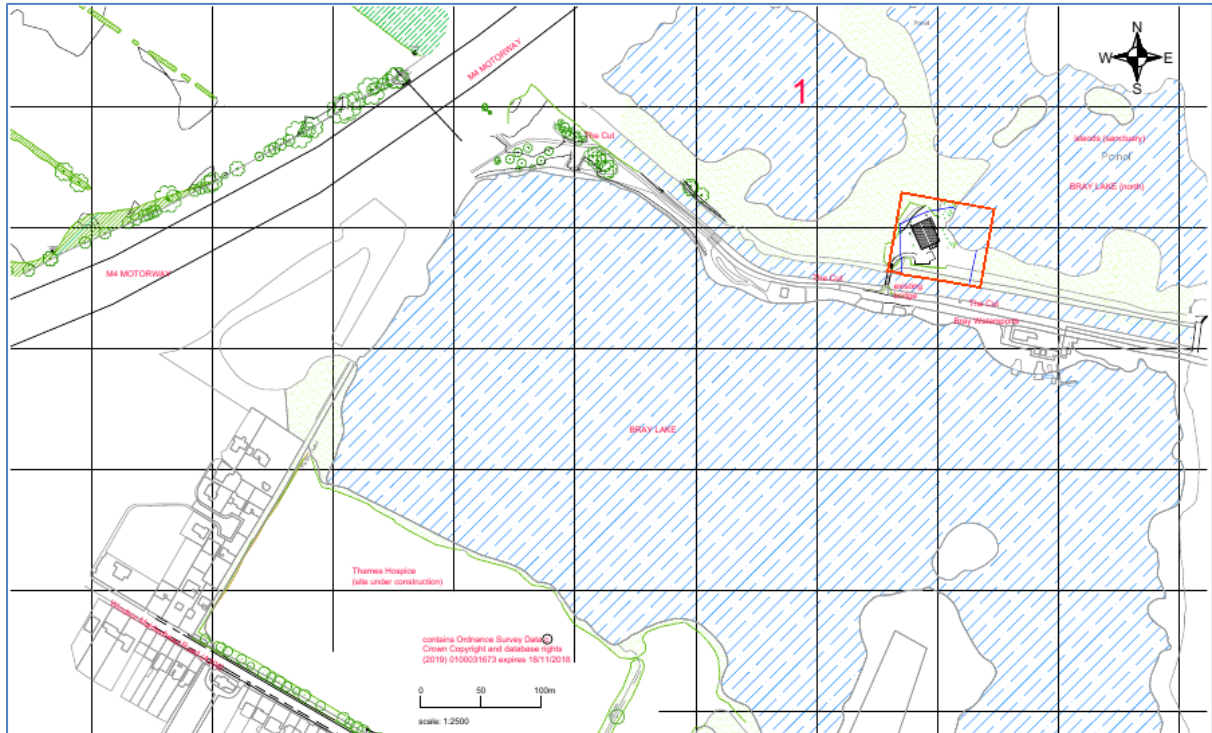 Pond
N
W E
S
M4 MOTORWAY
1
The Cut
islands (sanctuary)
Pond
BRAY LAKE (north)
M4 MOTORWAY
The Cut
existing
bridge
The Cut
Bray Watersports
BRAY LAKE
Thames Hospice
(site under construction)
contains Ordnance Survey Data
Crown Copyright and database rights
(2019) 0100031673 expires 18/11/2018
0 50 100m
scale: 1:2500